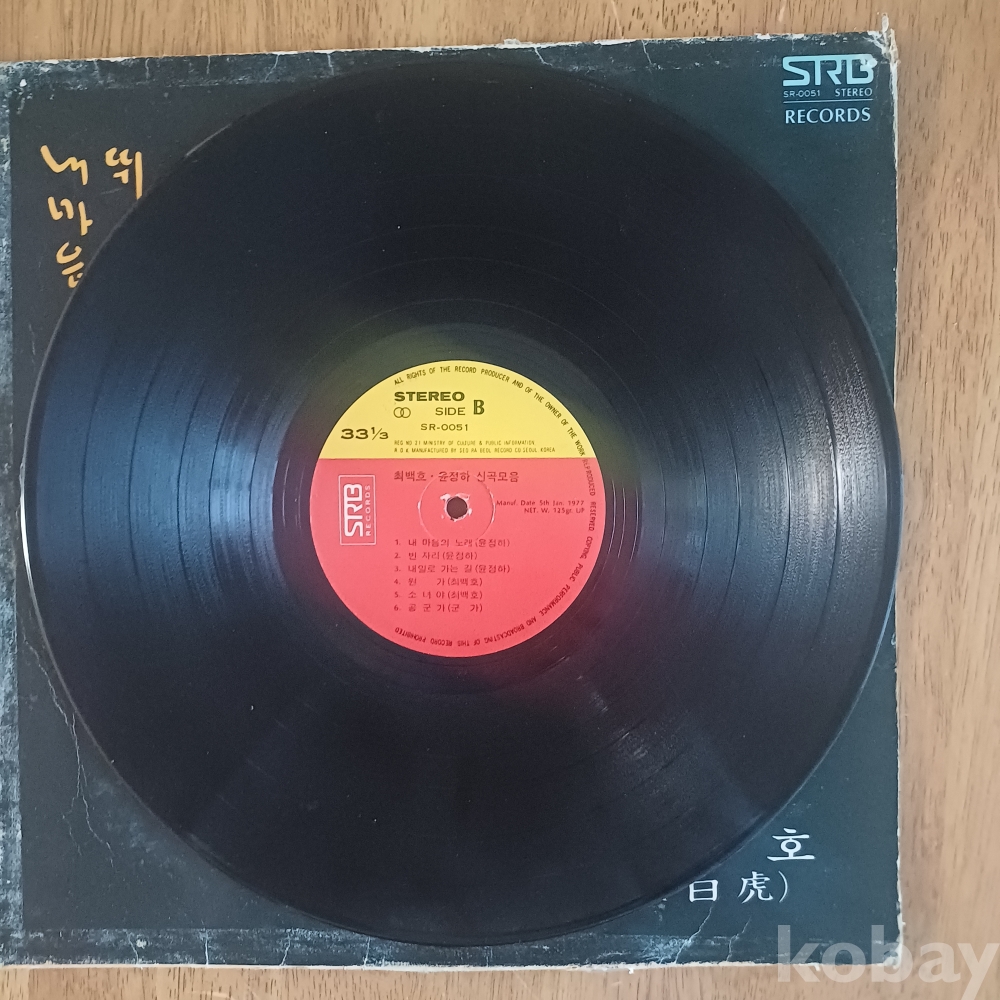 STRB
SR-0051 STEREO
RECORDS
뛰
내 마음
ALL RIGHTS OF THE RECORD PRODUCER AND OF THE OWNER OF THE WORK REPRODUCED RESERVED COPYING PUBLIC PERFORMANCE AND BROADCASTING OF THIS RECORD PROHIBITED
STEREO
SIDE B
SR-0051
33 1/3
REG NO 21 MINISTRY OF CULTURE & PUBLIC INFORMATION
R.O.K. MANUFACTURED BY SEO RA BEOL RECORD CO SEOUL KOREA
최백호·윤정하 신곡모음
SRB
RECORDS
Manuf. Date 5th Jan. 1977
NET. W. 125gr. UP
1. 내 마음의 노래(윤정하)
2. 빈 자리(윤정하)
3. 내일로 가는 길(윤정하)
4. 원 가(최백호)
5. 소녀야(최백호)
6. 공군가(군 가)
호
白虎)
kobay